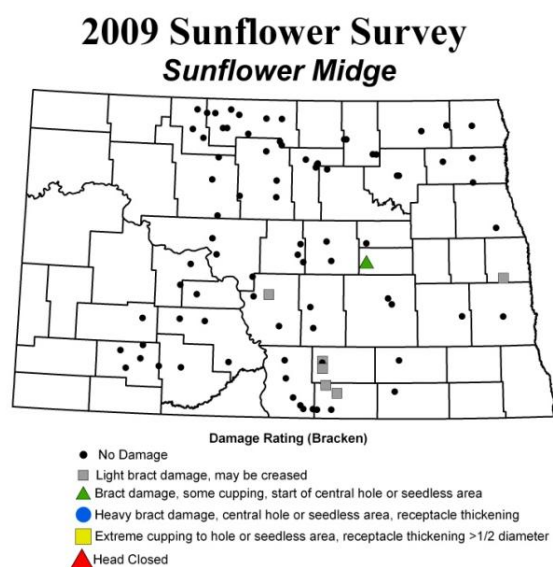 2009 Sunflower Survey
Sunflower Midge
Damage Rating (Bracken)
No Damage
Light bract damage, may be creased
Bract damage, some cupping, start of central hole or seedless area
Heavy bract damage, central hole or seedless area, receptacle thickening
Extreme cupping to hole or seedless area, receptacle thickening >1/2 diameter
Head Closed